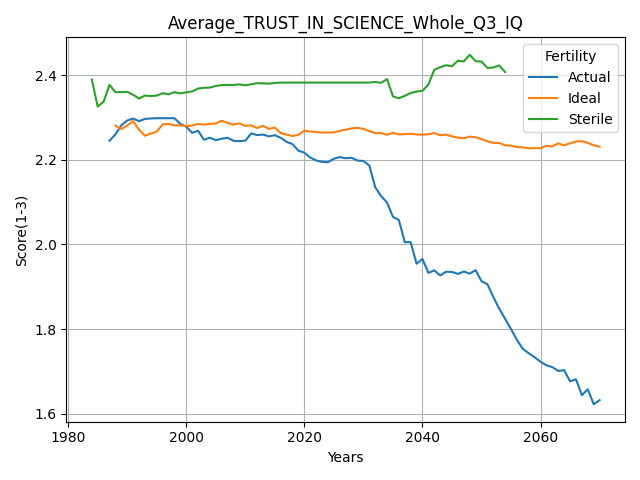 Average_TRUST_IN_SCIENCE_Whole_Q3_IQ
Fertility
Actual
Ideal
Sterile
Score(1-3)
2.4
2.2
2.0
1.8
1.6
1980
2000
2020
2040
2060
Years